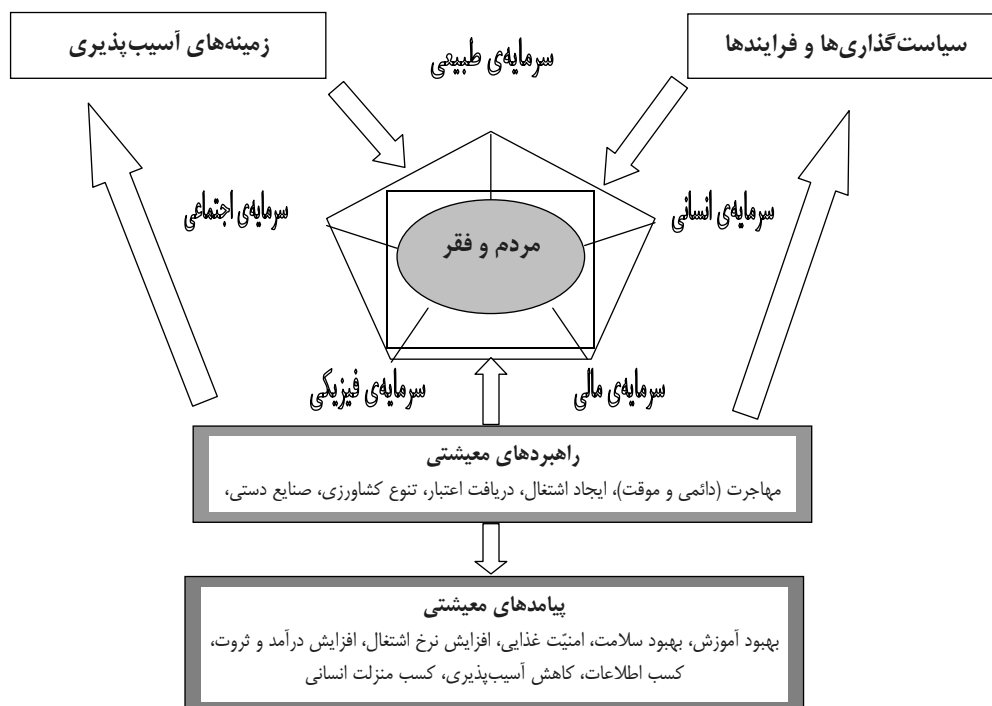 سیاست‌گذاری‌ها و فرایندها
زمینه‌های آسیب‌پذیری
سرمایه‌ی طبیعی
سرمایه‌ی انسانی
سرمایه‌ی اجتماعی
مردم و فقر
سرمایه‌ی مالی
سرمایه‌ی فیزیکی
راهبردهای معیشتی
مهاجرت (دائمی و موقت)، ایجاد اشتغال، دریافت اعتبار، تنوع کشاورزی، صنایع دستی،
پیامدهای معیشتی
بهبود آموزش، بهبود سلامت، امنیّت غذایی، افزایش نرخ اشتغال، افزایش درآمد و ثروت،
کسب اطلاعات، کاهش آسیب‌پذیری، کسب منزلت انسانی